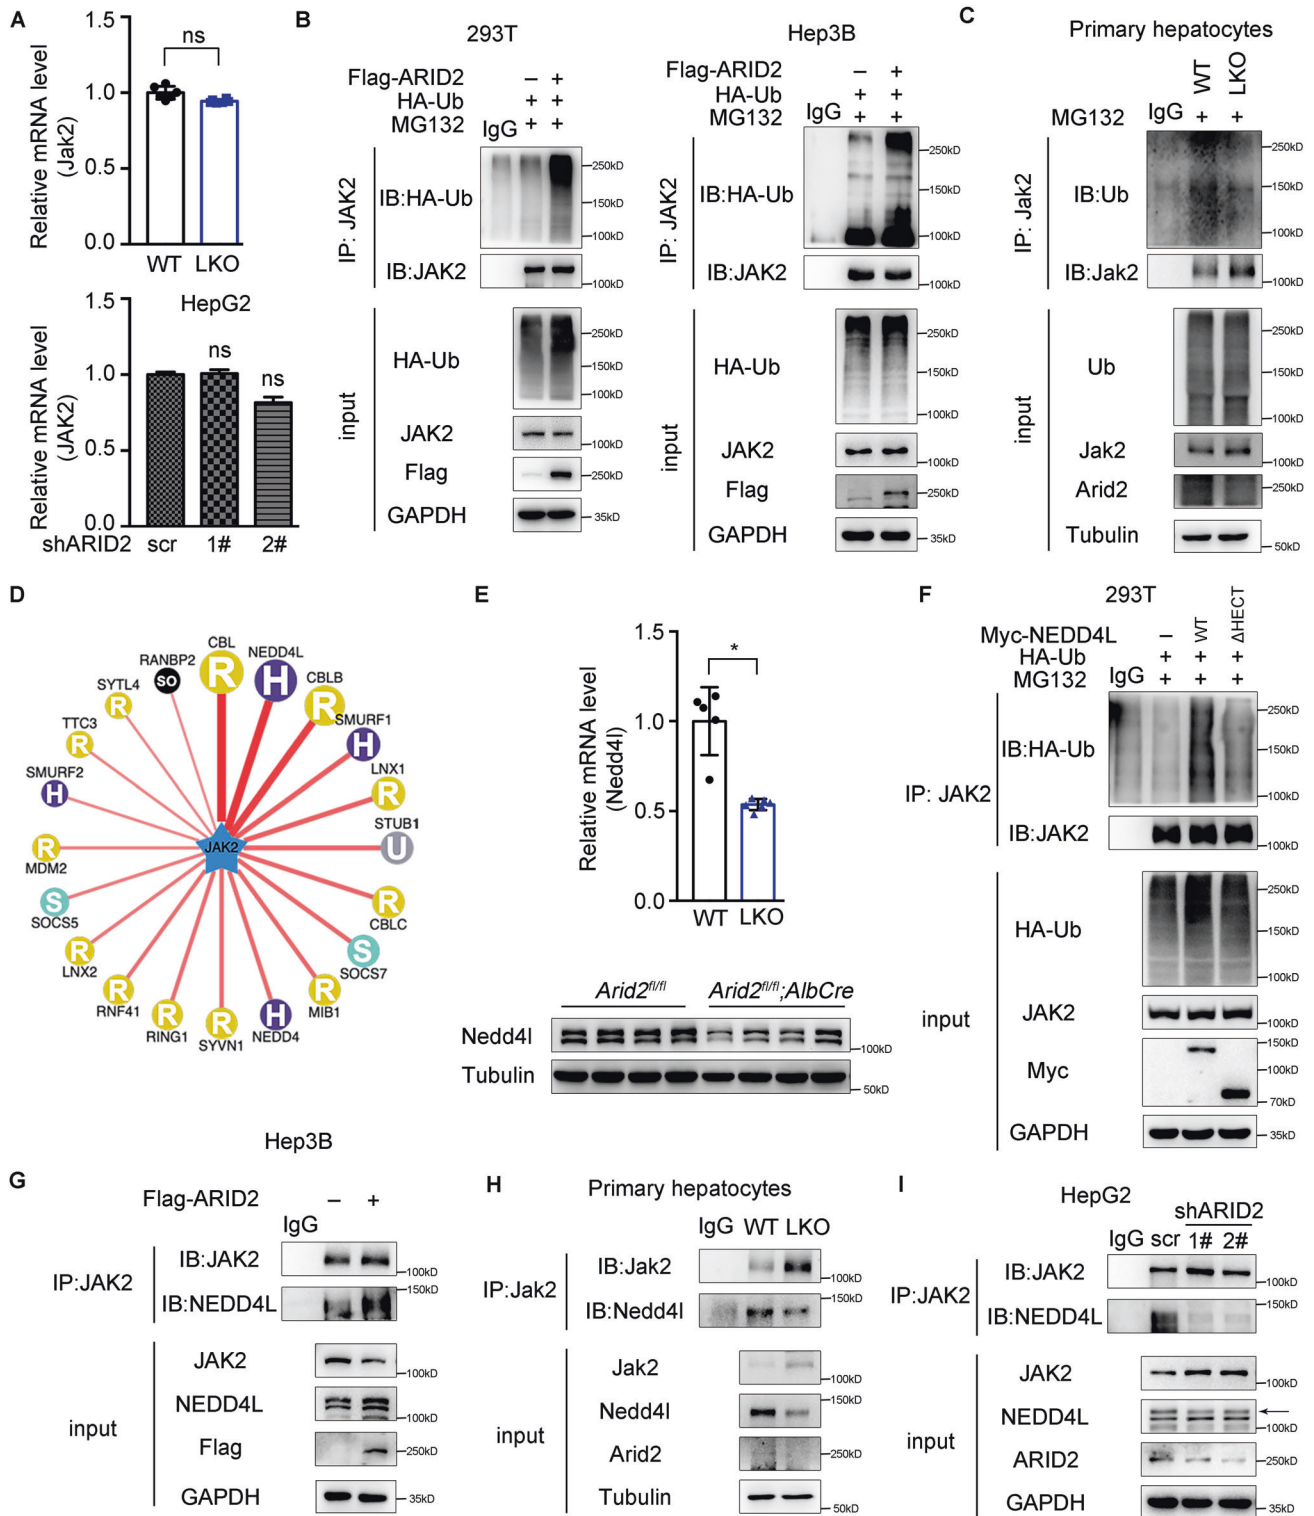 A
1.5
1.0
0.5
0.0
Relative mRNA level
(Jak2)
ns
WT LKO
HepG2
1.5
1.0
0.5
0.0
Relative mRNA level
(JAK2)
ns
ns
shARID2 scr 1# 2#
B
293T
Flag-ARID2 – +
HA-Ub + +
MG132 + +
IgG
IP: JAK2
IB:HA-Ub
250kD
150kD
100kD
IB:JAK2
100kD
input
HA-Ub
250kD
150kD
100kD
JAK2
100kD
Flag
250kD
GAPDH
35kD
Hep3B
Flag-ARID2 – +
HA-Ub + +
MG132 + +
IgG
IP: JAK2
IB:HA-Ub
250kD
150kD
100kD
IB:JAK2
100kD
input
HA-Ub
250kD
150kD
100kD
JAK2
100kD
Flag
250kD
GAPDH
35kD
C
Primary hepatocytes
IgG WT LKO
MG132 + +
IP: Jak2
IB:Ub
250kD
150kD
100kD
IB:Jak2
100kD
input
Ub
250kD
150kD
100kD
Jak2
100kD
Arid2
250kD
Tubulin
50kD
D
CBL
R
NEDD4L
H
CBLB
R
SMURF1
H
LNX1
R
STUB1
U
CBLC
R
SOCS7
S
MIB1
R
NEDD4
H
SYVN1
R
RING1
R
RNF41
R
LNX2
R
SOCS5
S
MDM2
R
SMURF2
H
TTC3
R
SYTL4
R
RANBP2
SO
JAK2
E
1.5
1.0
0.5
0.0
Relative mRNA level
(Nedd4l)
*
WT LKO
Arid2fl/fl Arid2fl/fl;AlbCre
Nedd4l
100kD
Tubulin
50kD
F
293T
Myc-NEDD4L – WT ΔHECT
HA-Ub + + +
MG132 + + +
IgG
IP: JAK2
IB:HA-Ub
250kD
150kD
100kD
IB:JAK2
100kD
input
HA-Ub
250kD
150kD
100kD
JAK2
100kD
Myc
150kD
100kD
70kD
GAPDH
35kD
G
Hep3B
Flag-ARID2 – +
IgG
IP:JAK2
IB:JAK2
100kD
IB:NEDD4L
150kD
input
JAK2
100kD
NEDD4L
100kD
Flag
250kD
GAPDH
35kD
H
Primary hepatocytes
IgG WT LKO
IP:Jak2
IB:Jak2
100kD
IB:Nedd4l
150kD
input
Jak2
100kD
Nedd4l
150kD
100kD
Arid2
250kD
Tubulin
50kD
I
HepG2
shARID2
IgG scr 1# 2#
IP:JAK2
IB:JAK2
100kD
IB:NEDD4L
150kD
input
JAK2
100kD
NEDD4L
100kD
ARID2
250kD
GAPDH
35kD